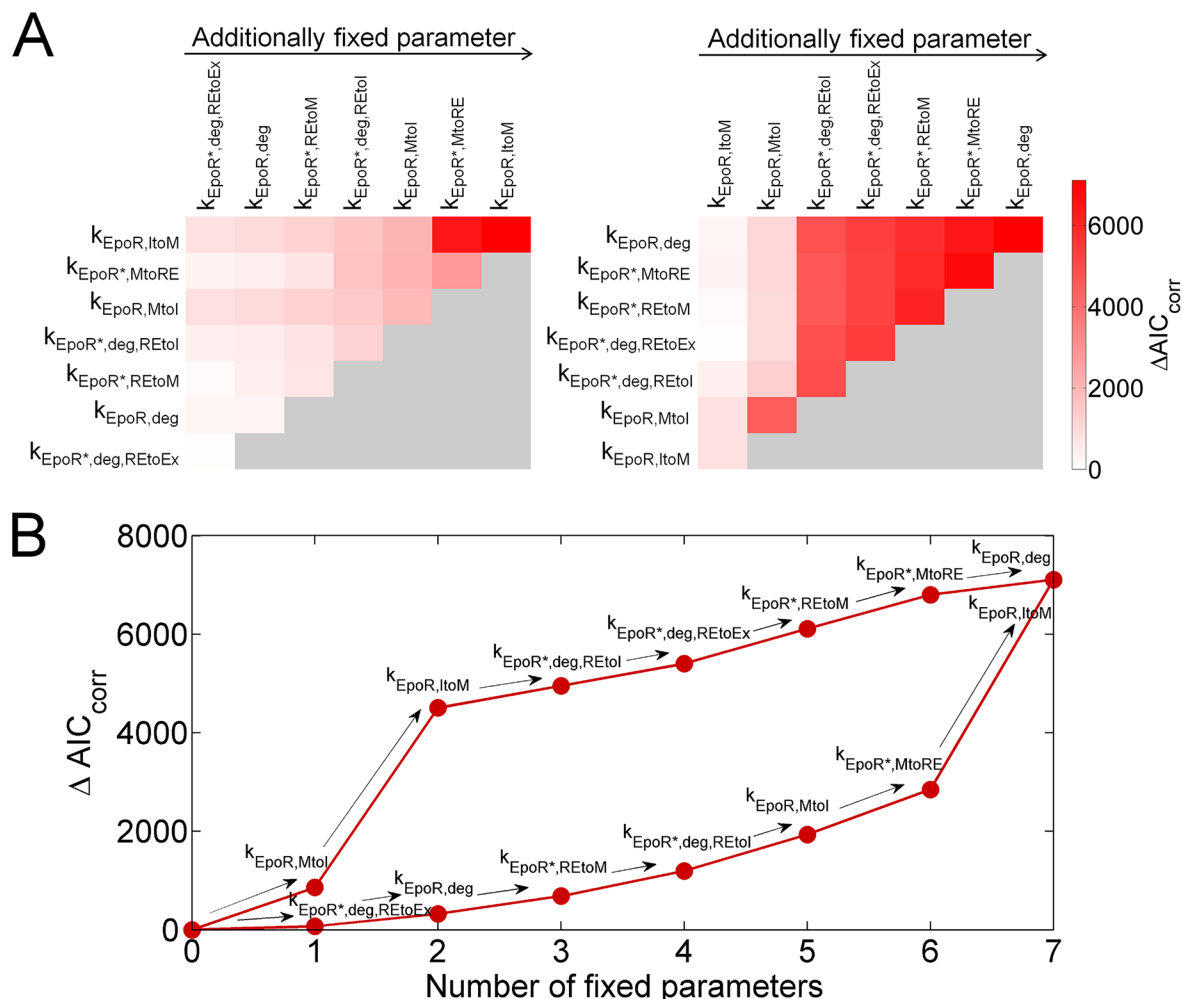 A
Additionally fixed parameter
kEpoR*,deg,REtoEx
kEpoR,deg
kEpoR*,REtoM
kEpoR*,deg,REtoI
kEpoR,MtoI
kEpoR*,MtoRE
kEpoR,ItoM
kEpoR,ItoM
kEpoR*,MtoRE
kEpoR,MtoI
kEpoR*,deg,REtoI
kEpoR*,REtoM
kEpoR,deg
kEpoR*,deg,REtoEx
Additionally fixed parameter
kEpoR,ItoM
kEpoR,MtoI
kEpoR*,deg,REtoI
kEpoR*,deg,REtoEx
kEpoR*,REtoM
kEpoR*,MtoRE
kEpoR,deg
kEpoR,deg
kEpoR*,MtoRE
kEpoR*,REtoM
kEpoR*,deg,REtoEx
kEpoR*,deg,REtoI
kEpoR,MtoI
kEpoR,ItoM
6000
4000
2000
0
ΔAICcorr
B
8000
6000
4000
2000
0
Δ AICcorr
kEpoR,MtoI
kEpoR,ItoM
kEpoR*,deg,REtoI
kEpoR*,deg,REtoEx
kEpoR*,REtoM
kEpoR*,MtoRE
kEpoR,deg
kEpoR*,deg,REtoEx
kEpoR,deg
kEpoR*,REtoM
kEpoR*,deg,REtoI
kEpoR,MtoI
kEpoR*,MtoRE
kEpoR,ItoM
0 1 2 3 4 5 6 7
Number of fixed parameters